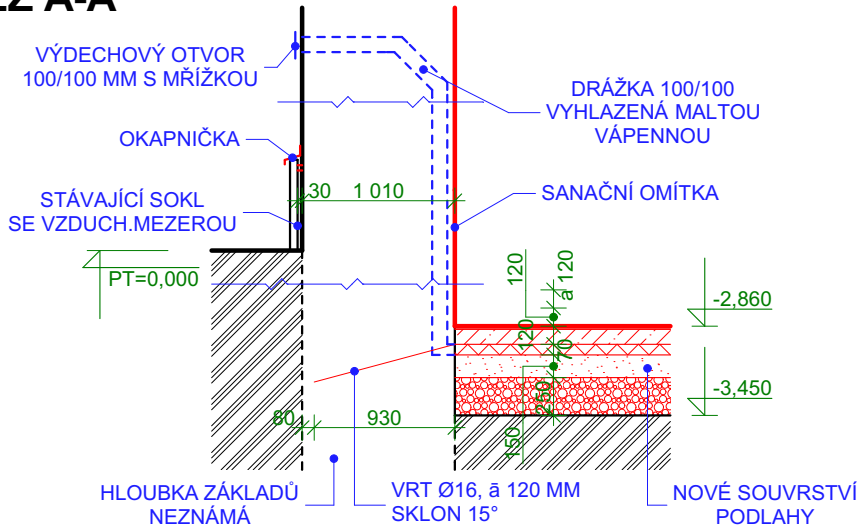 ŘEZ A-A
VÝDECHOVÝ OTVOR
100/100 MM S MŘÍŽKOU
DRÁŽKA 100/100
VYHLAZENÁ MALTOU
VÁPENNOU
OKAPNIČKA
STÁVAJÍCÍ SOKL
SE VZDUCH.MEZEROU
30
1 010
SANAČNÍ OMÍTKA
PT=0,000
120
ā 120
-2,860
120
70
-3,450
250
80
930
150
HLOUBKA ZÁKLADŮ
NEZNÁMÁ
VRT Ø16, ā 120 MM
SKLON 15°
NOVÉ SOUVRSTVÍ
PODLAHY